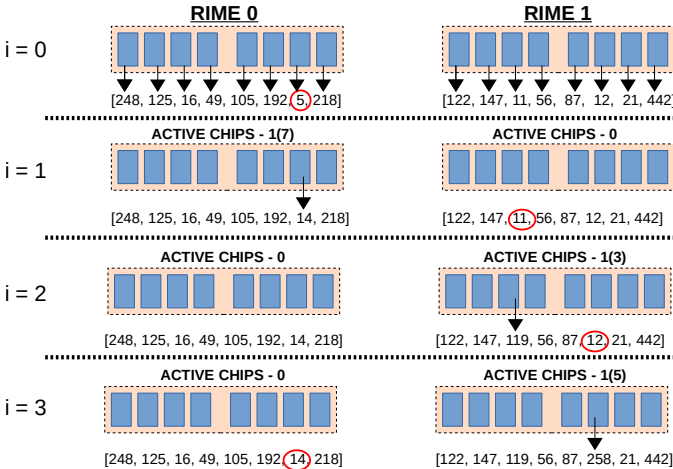 RIME 0 RIME 1
i = 0
[248, 125, 16, 49, 105, 192, 5, 218] [122, 147, 11, 56, 87, 12, 21, 442]
ACTIVE CHIPS - 1(7) ACTIVE CHIPS - 0
i = 1
[248, 125, 16, 49, 105, 192, 14, 218] [122, 147, 11, 56, 87, 12, 21, 442]
ACTIVE CHIPS - 0 ACTIVE CHIPS - 1(3)
i = 2
[248, 125, 16, 49, 105, 192, 14, 218] [122, 147, 119, 56, 87, 12, 21, 442]
ACTIVE CHIPS - 0 ACTIVE CHIPS - 1(5)
i = 3
[248, 125, 16, 49, 105, 192, 14, 218] [122, 147, 119, 56, 87, 258, 21, 442]